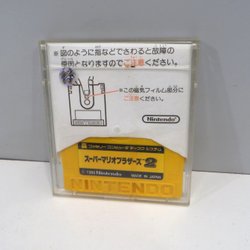 ※図のように指などでさわると故障の
原因となりますのでご注意ください。
※この磁気フィルム部分に
ご注意ください。
Nintendo
ファミリーコンピュータ ディスクシステム
スーパーマリオブラザーズ2
Nintendo
MADE IN JAPAN
NINTENDO